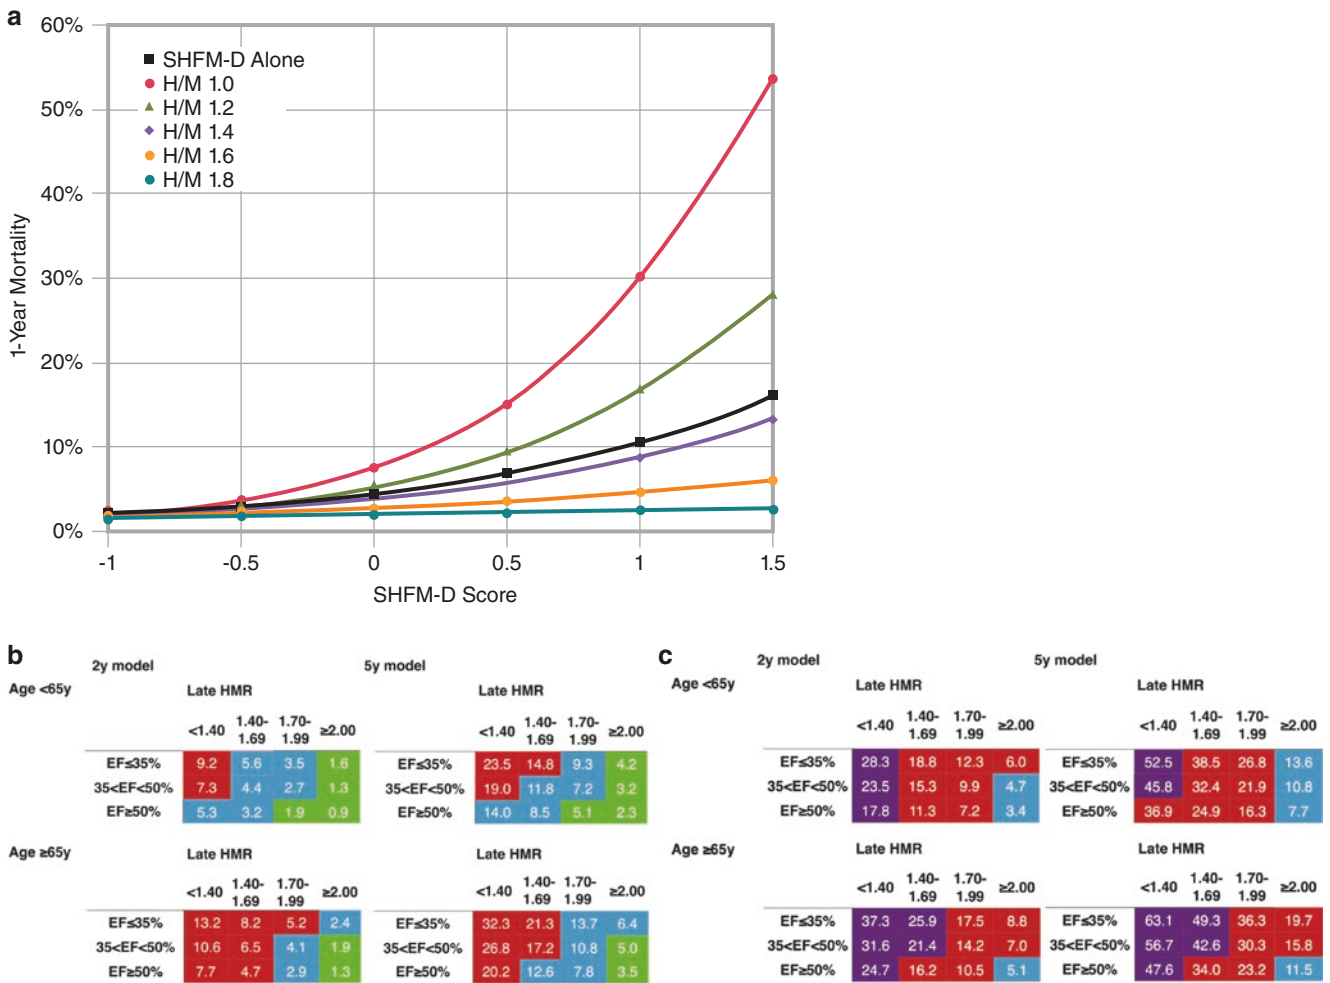 a
60%
50%
40%
30%
20%
10%
0%
1-Year Mortality
SHFM-D Alone
H/M 1.0
H/M 1.2
H/M 1.4
H/M 1.6
H/M 1.8
-1 -0.5 0 0.5 1 1.5
SHFM-D Score
b
2y model 5y model
Age <65y Late HMR Late HMR
<1.40 1.40-1.69 1.70-1.99 ≥2.00 <1.40 1.40-1.69 1.70-1.99 ≥2.00
EF≤35% 9.2 5.6 3.5 1.6 EF≤35% 23.5 14.8 9.3 4.2
35<EF<50% 7.3 4.4 2.7 1.3 35<EF<50% 19.0 11.8 7.2 3.2
EF≥50% 5.3 3.2 1.9 0.9 EF≥50% 14.0 8.5 5.1 2.3
Age ≥65y Late HMR Late HMR
<1.40 1.40-1.69 1.70-1.99 ≥2.00 <1.40 1.40-1.69 1.70-1.99 ≥2.00
EF≤35% 13.2 8.2 5.2 2.4 EF≤35% 32.3 21.3 13.7 6.4
35<EF<50% 10.6 6.5 4.1 1.9 35<EF<50% 26.8 17.2 10.8 5.0
EF≥50% 7.7 4.7 2.9 1.3 EF≥50% 20.2 12.6 7.8 3.5
c
2y model 5y model
Age <65y Late HMR Late HMR
<1.40 1.40-1.69 1.70-1.99 ≥2.00 <1.40 1.40-1.69 1.70-1.99 ≥2.00
EF≤35% 28.3 18.8 12.3 6.0 EF≤35% 52.5 38.5 26.8 13.6
35<EF<50% 23.5 15.3 9.9 4.7 35<EF<50% 45.8 32.4 21.9 10.8
EF≥50% 17.8 11.3 7.2 3.4 EF≥50% 36.9 24.9 16.3 7.7
Age ≥65y Late HMR Late HMR
<1.40 1.40-1.69 1.70-1.99 ≥2.00 <1.40 1.40-1.69 1.70-1.99 ≥2.00
EF≤35% 37.3 25.9 17.5 8.8 EF≤35% 63.1 49.3 36.3 19.7
35<EF<50% 31.6 21.4 14.2 7.0 35<EF<50% 56.7 42.6 30.3 15.8
EF≥50% 24.7 16.2 10.5 5.1 EF≥50% 47.6 34.0 23.2 11.5